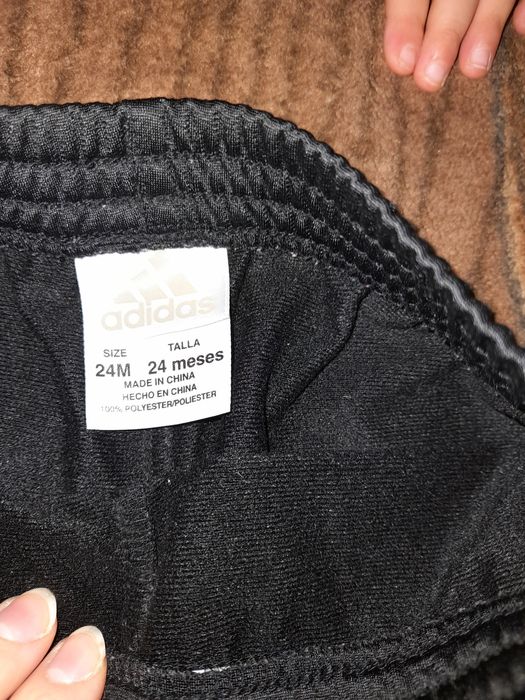 adidas
SIZE TALLA
24M 24 meses
MADE IN CHINA
HECHO EN CHINA
100% POLYESTER/POLIESTER